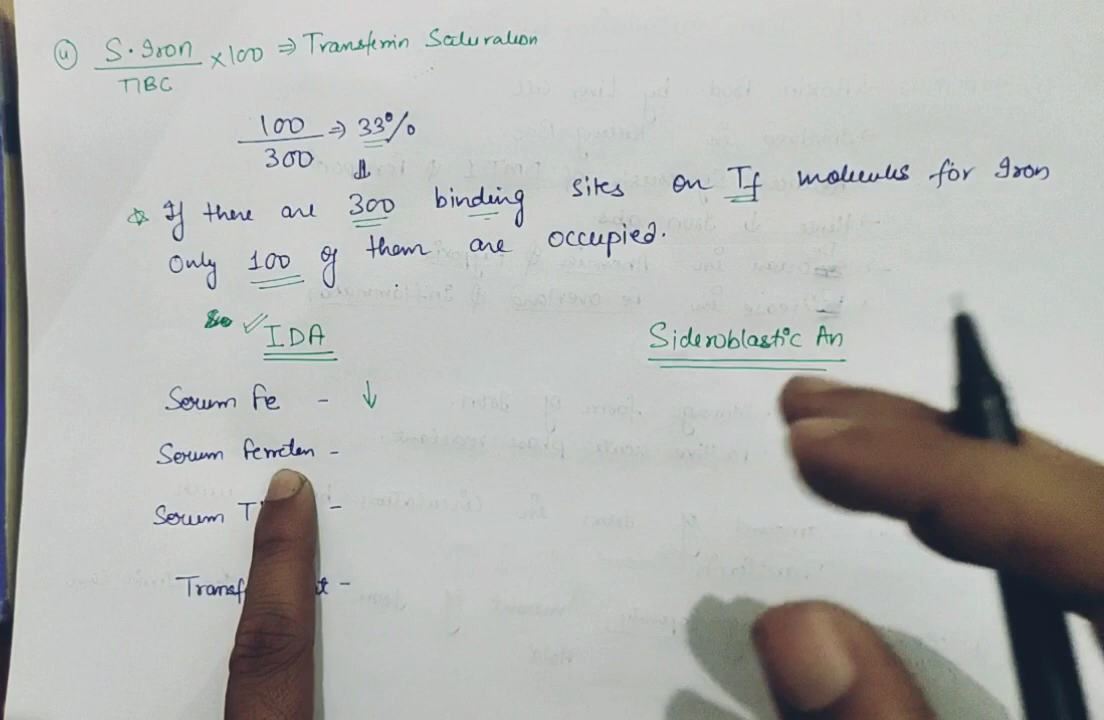 ④ S. Iron / TIBC × 100 ⇒ Transferrin Saturation
100 / 300 ⇒ 33%
⇓
☆ If there are 300 binding sites on Tf molecules for Iron
Only 100 of them are occupied.
✓ IDA
Sideroblastic An
Serum Fe - ↓
Serum ferritin -
Serum T -
Transf t -